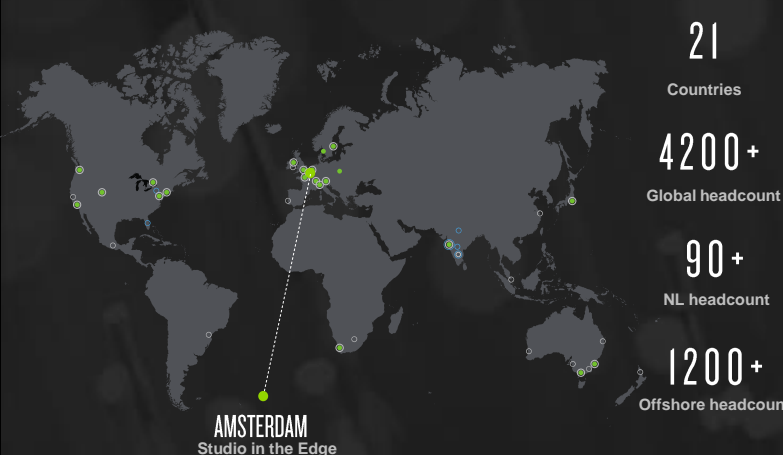 21
Countries
4200+
Global headcount
90+
NL headcount
1200+
Offshore headcoun
AMSTERDAM
Studio in the Edge